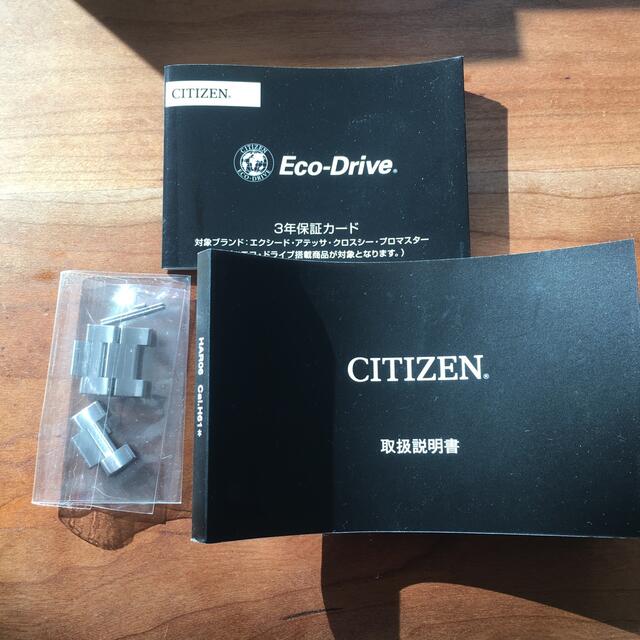 CITIZEN®
CITIZEN
ECO-DRIVE
Eco-Drive®
3年保証カード
対象ブランド:エクシード・アテッサ・クロスシー・プロマスター
ドライブ搭載商品が対象となります。)
HAR06 Cal.H61*
CITIZEN®
取扱説明書